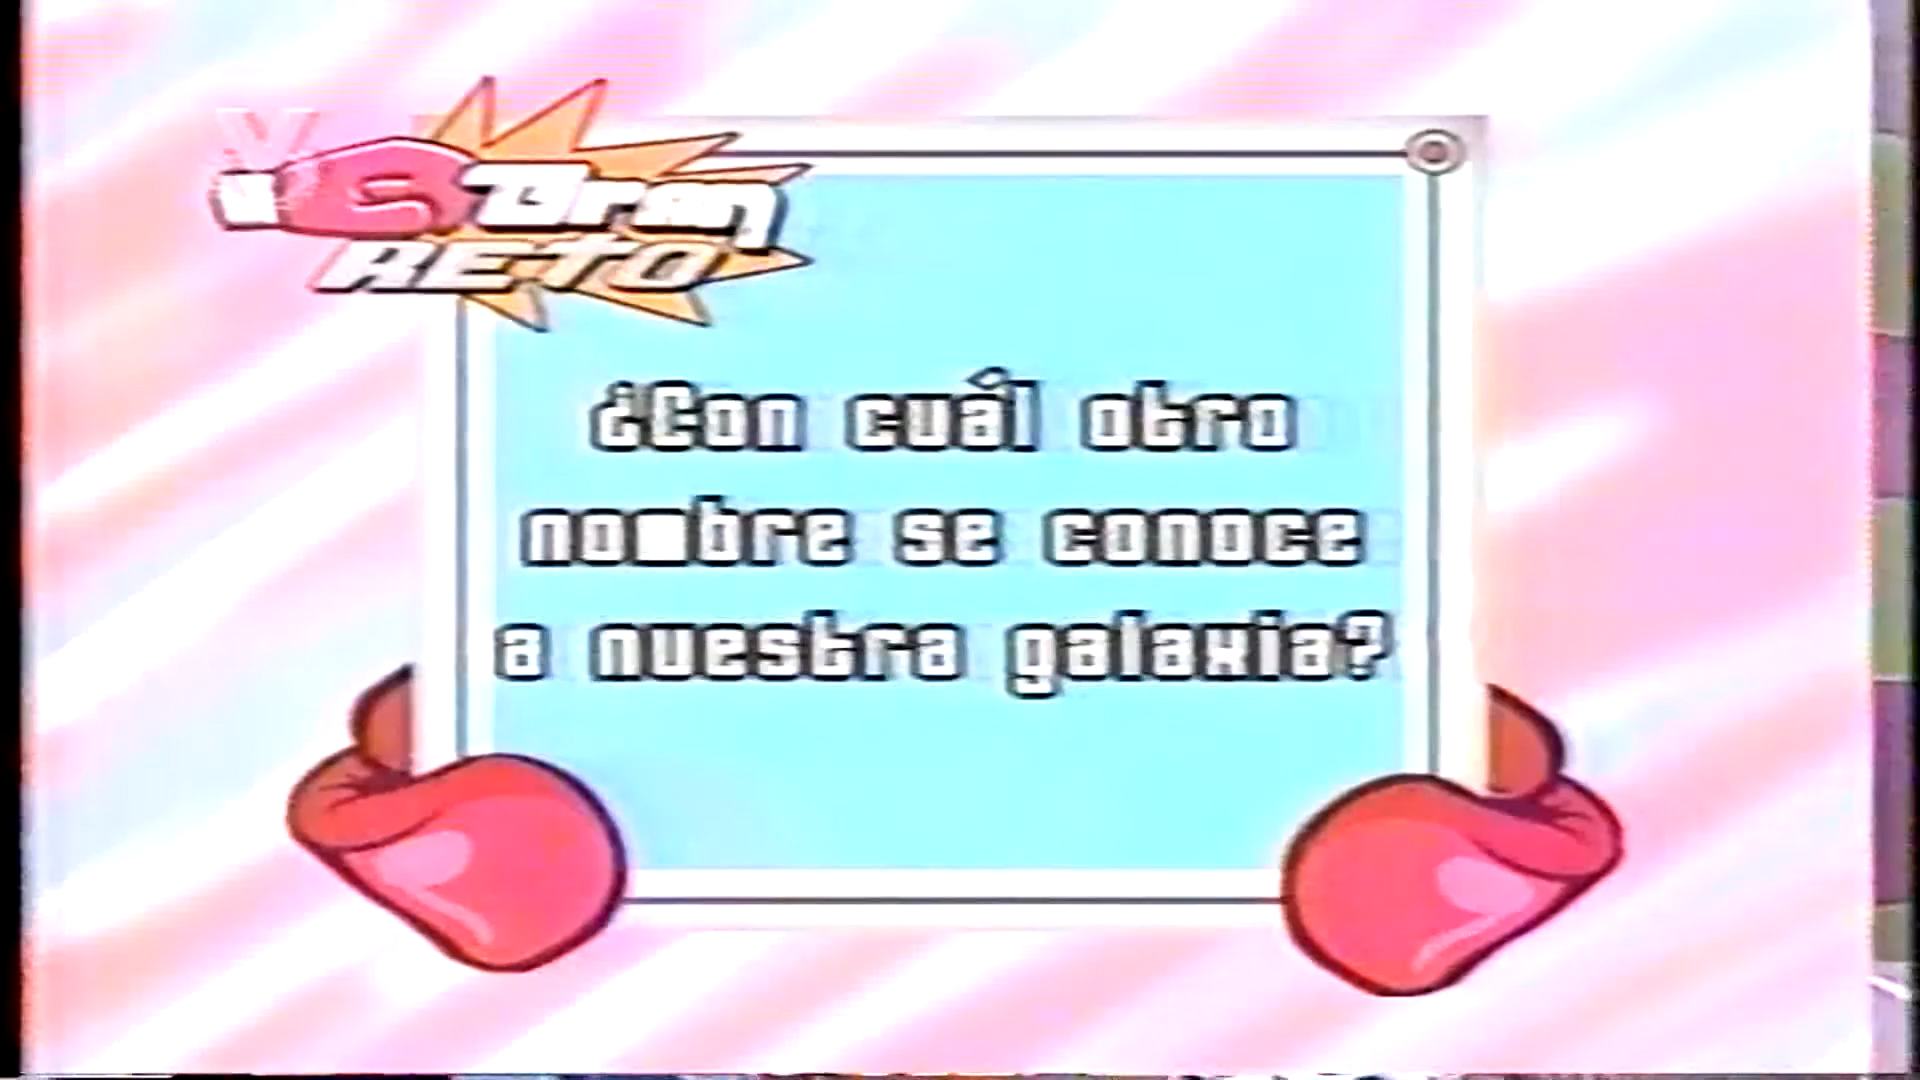 Gran
RETO
¿Con cuál otro
nombre se conoce
a nuestra galaxia?